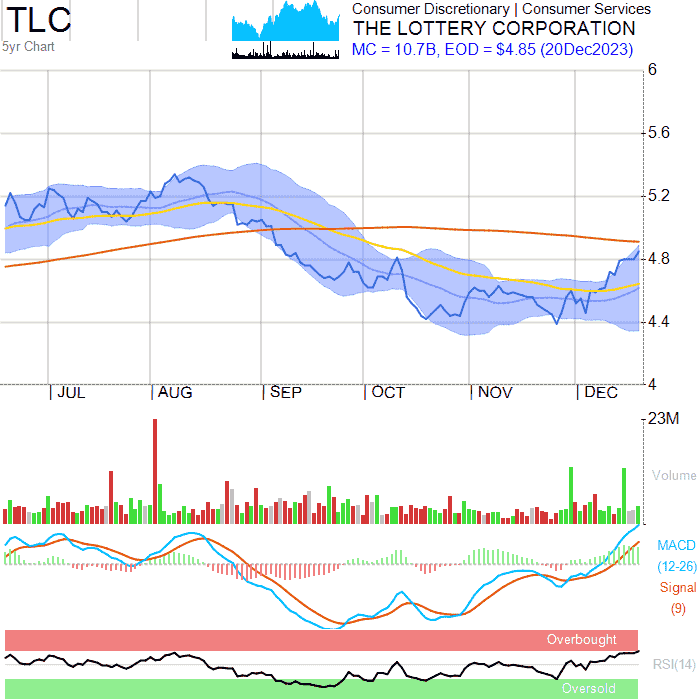 TLC
5yr Chart
Consumer Discretionary | Consumer Services
THE LOTTERY CORPORATION
MC = 10.7B, EOD = $4.85 (20Dec2023)
6
5.6
5.2
4.8
4.4
4
JUL AUG SEP OCT NOV DEC
23M
Volume
MACD
(12-26)
Signal
(9)
Overbought
RSI(14)
Oversold